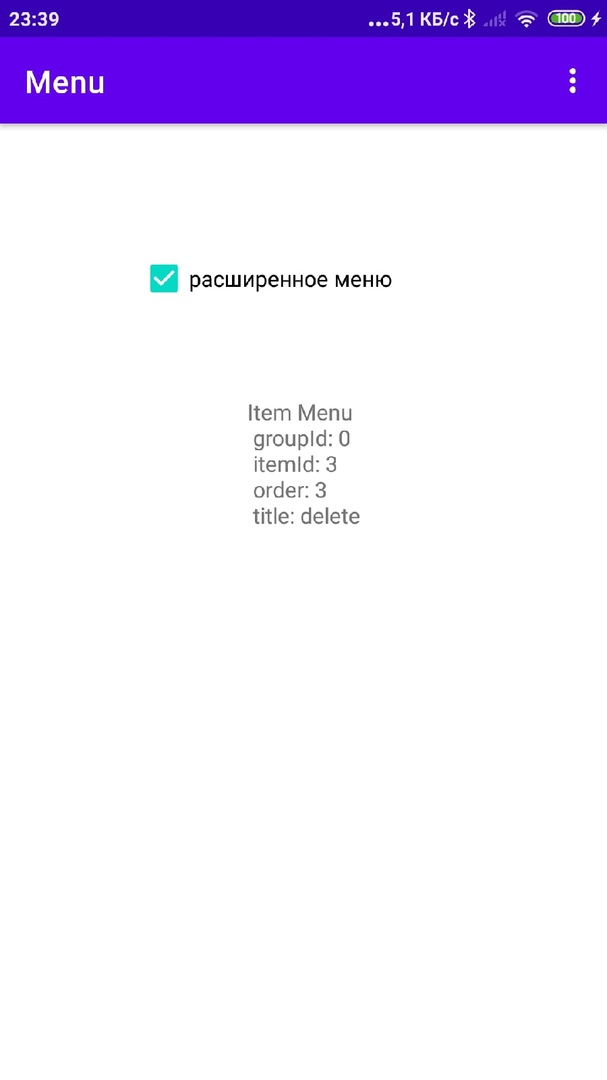 23:39 ...5,1 КБ/с 100
Menu
расширенное меню
Item Menu
groupId: 0
itemId: 3
order: 3
title: delete